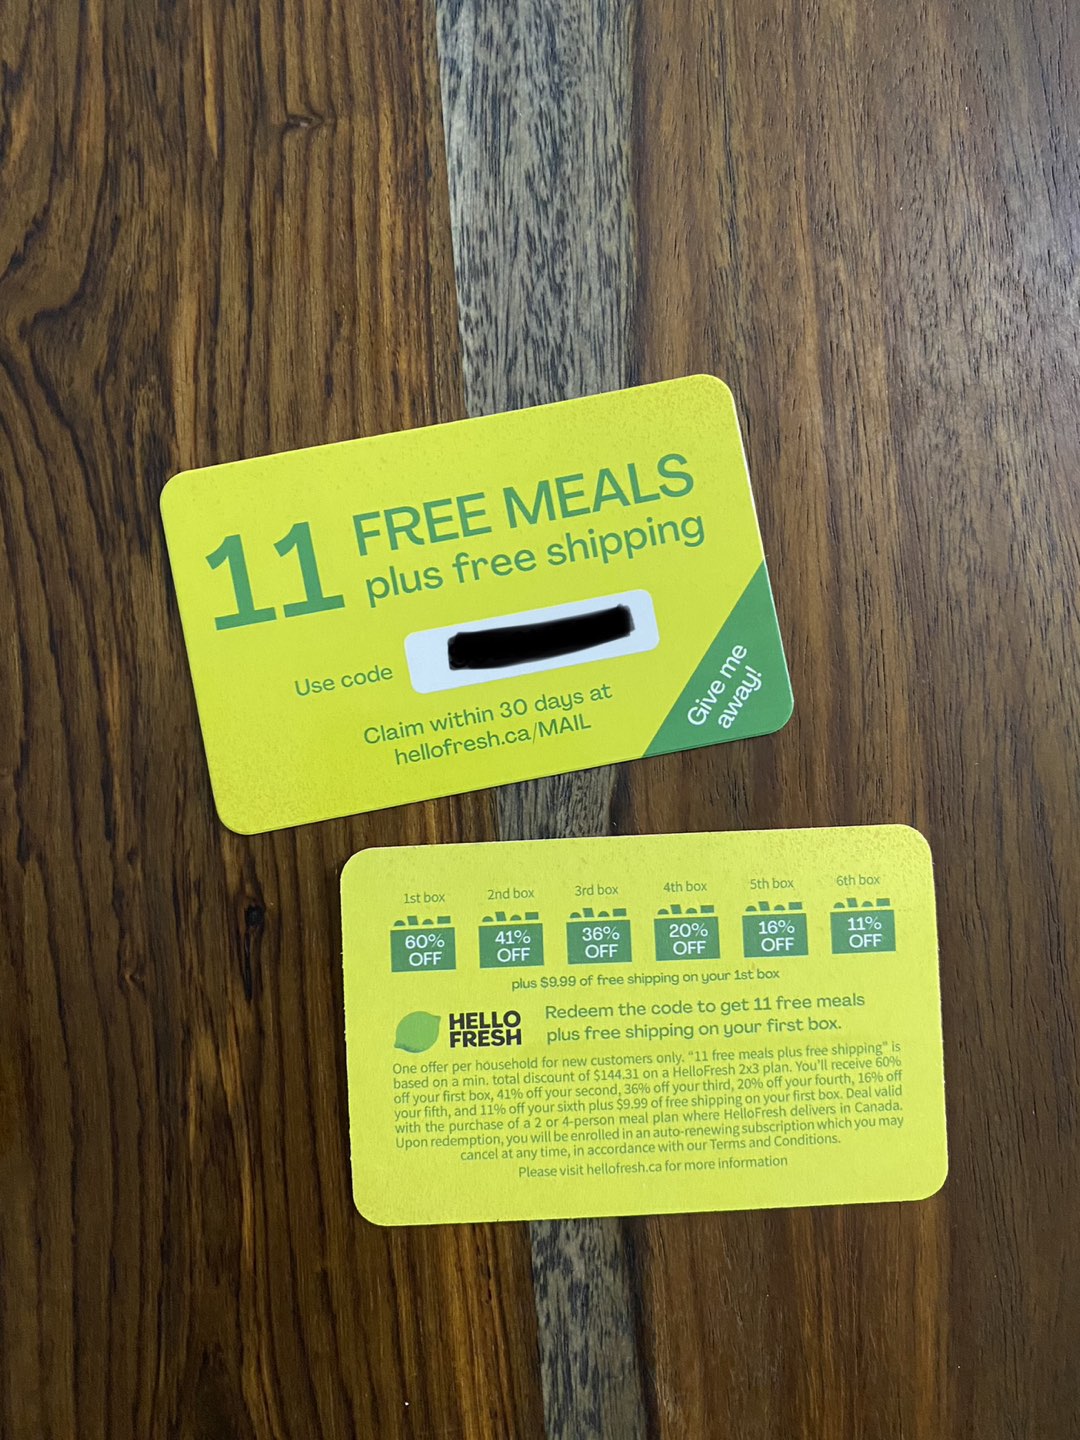 11 FREE MEALS
plus free shipping
Use code
Claim within 30 days at
hellofresh.ca/MAIL
Give me
away!
1st box 2nd box 3rd box 4th box 5th box 6th box
60% OFF 41% OFF 36% OFF 20% OFF 16% OFF 11% OFF
plus $9.99 of free shipping on your 1st box
HELLO
FRESH
Redeem the code to get 11 free meals
plus free shipping on your first box.
One offer per household for new customers only. "11 free meals plus free shipping" is
based on a min. total discount of $144.31 on a HelloFresh 2x3 plan. You'll receive 60%
off your first box, 41% off your second, 36% off your third, 20% off your fourth, 16% off
your fifth, and 11% off your sixth plus $9.99 of free shipping on your first box. Deal valid
with the purchase of a 2 or 4-person meal plan where HelloFresh delivers in Canada.
Upon redemption, you will be enrolled in an auto-renewing subscription which you may
cancel at any time, in accordance with our Terms and Conditions.
Please visit hellofresh.ca for more information